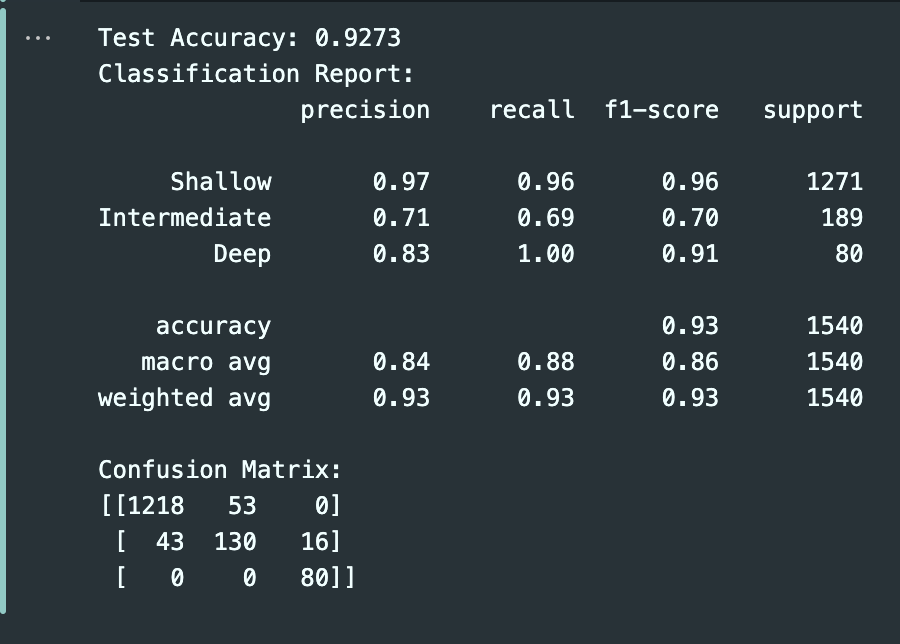 Test Accuracy: 0.9273
Classification Report:
              precision    recall  f1-score   support

     Shallow       0.97      0.96      0.96      1271
Intermediate       0.71      0.69      0.70       189
        Deep       0.83      1.00      0.91        80

    accuracy                           0.93      1540
   macro avg       0.84      0.88      0.86      1540
weighted avg       0.93      0.93      0.93      1540

Confusion Matrix:
[[1218   53    0]
 [  43  130   16]
 [   0    0   80]]